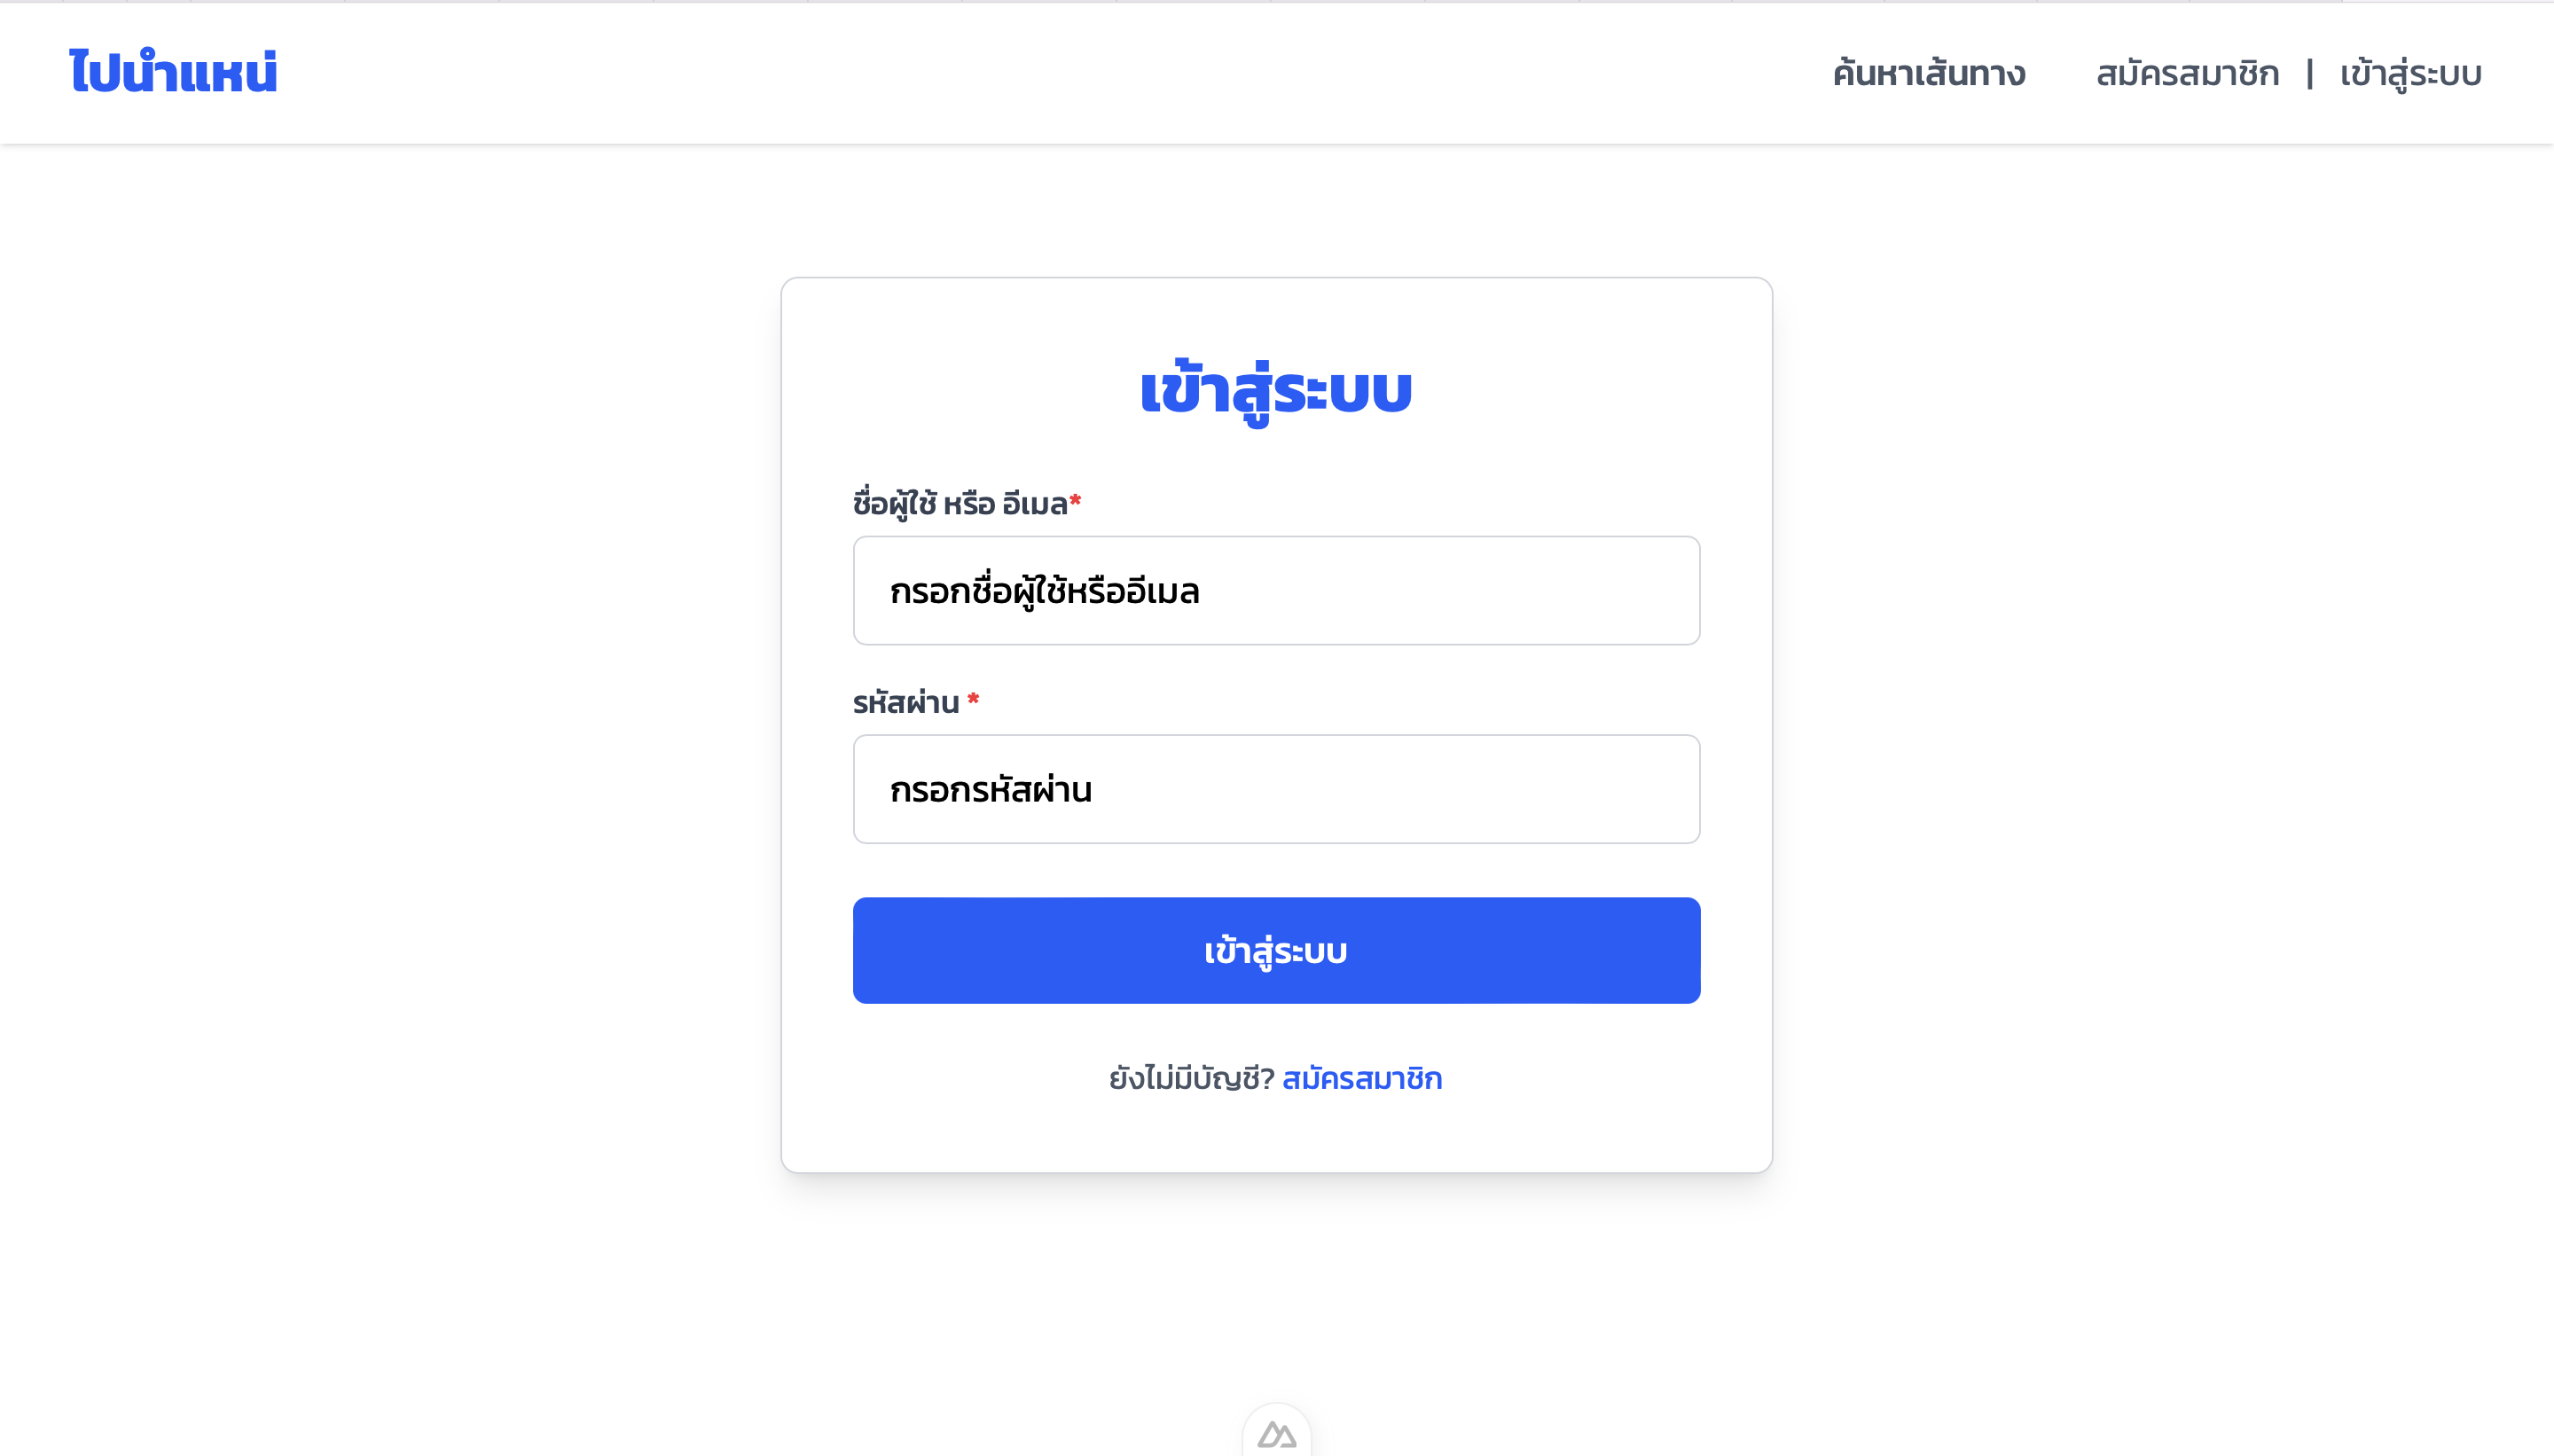 ไปนำแหน่
ค้นหาเส้นทาง สมัครสมาชิก | เข้าสู่ระบบ
เข้าสู่ระบบ
ชื่อผู้ใช้ หรือ อีเมล*
กรอกชื่อผู้ใช้หรืออีเมล
รหัสผ่าน *
กรอกรหัสผ่าน
เข้าสู่ระบบ
ยังไม่มีบัญชี? สมัครสมาชิก